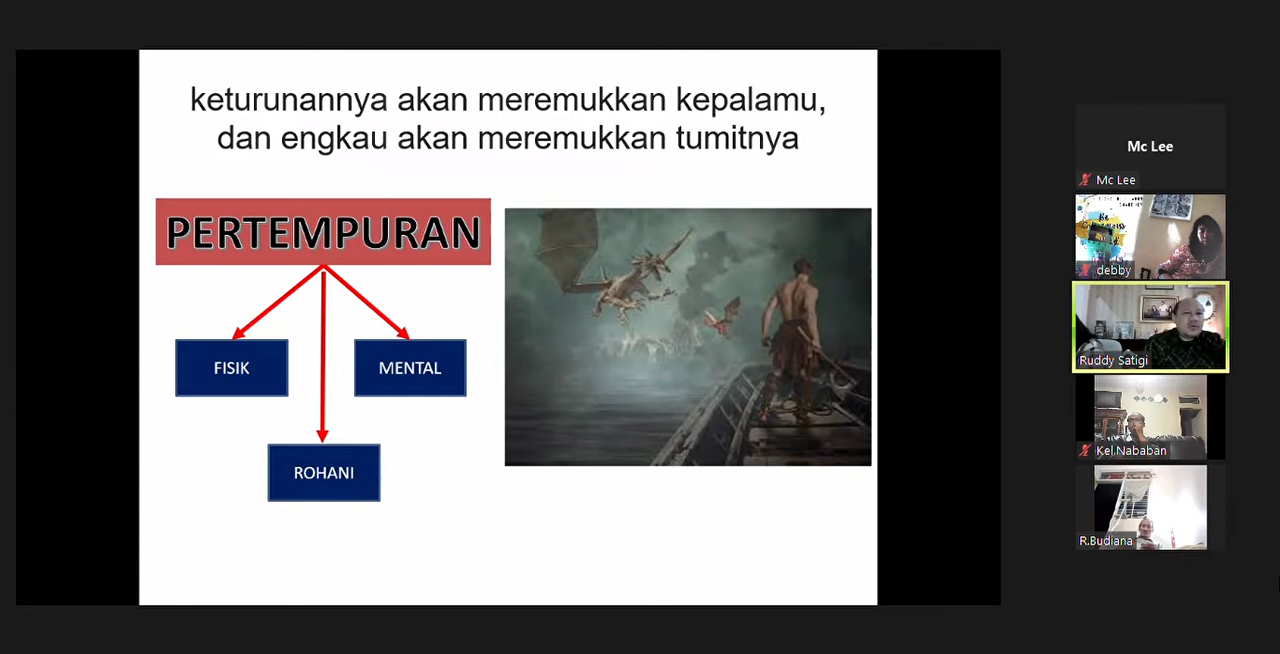 keturunannya akan meremukkan kepalamu,
dan engkau akan meremukkan tumitnya
PERTEMPURAN
FISIK
MENTAL
ROHANI
Mc Lee
Mc Lee
debby
Ruddy Satigi
Kel.Nababan
R.Budiana